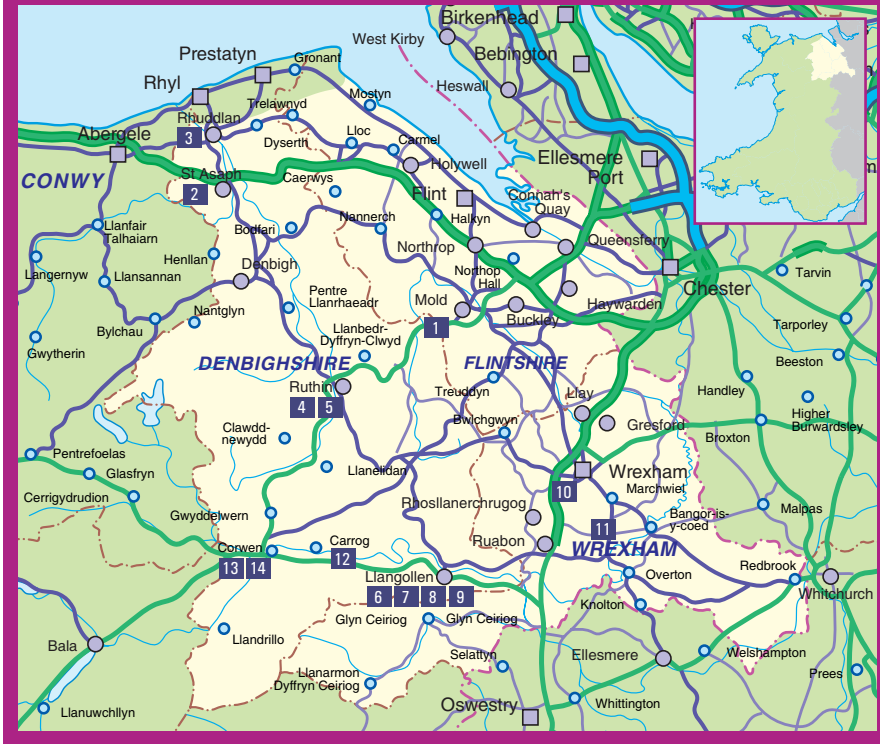 Birkenhead
West Kirby
Bebington
Prestatyn
Gronant
Rhyl
Heswall
Mostyn
Trelawnyd
Rhuddlan
Abergele
3
Dyserth
Lloc
Carmel
Ellesmere
Port
Holywell
CONWY
St Asaph
2
Caerwys
Flint
Connah's
Quay
Nannerch
Halkyn
Llanfair
Talhaiarn
Bodfari
Northrop
Queensferry
Henllan
Denbigh
Northop
Hall
Langernyw
Llansannan
Tarvin
Pentre
Llanrhaeadr
Mold
Haywarden
Chester
Nantglyn
Buckley
Bylchau
Llanbedr-
Dyffryn-Clwyd
1
Tarporley
Gwytherin
DENBIGHSHIRE
FLINTSHIRE
Beeston
Ruthin
4 5
Treuddyn
Llay
Handley
Higher
Burwardsley
Clawdd-
newydd
Bwichgwyn
Gresford
Broxton
Pentrefoelas
Glasfryn
Llanelidan
Wrexham
Marchwiel
10
Cerrigydrudion
Rhosllanerchrugog
Malpas
Gwyddelwern
Bangor-is-
y-coed
11
Ruabon
WREXHAM
Corwen
Carrog
12
13 14
Llangollen
Overton
Redbrook
6 7 8 9
Whitchurch
Knolton
Glyn Ceiriog
Glyn Ceiriog
Bala
Llandrillo
Selattyn
Ellesmere
Welshampton
Llanarmon
Dyffryn Ceiriog
Prees
Oswestry
Whittington
Llanuwchllyn